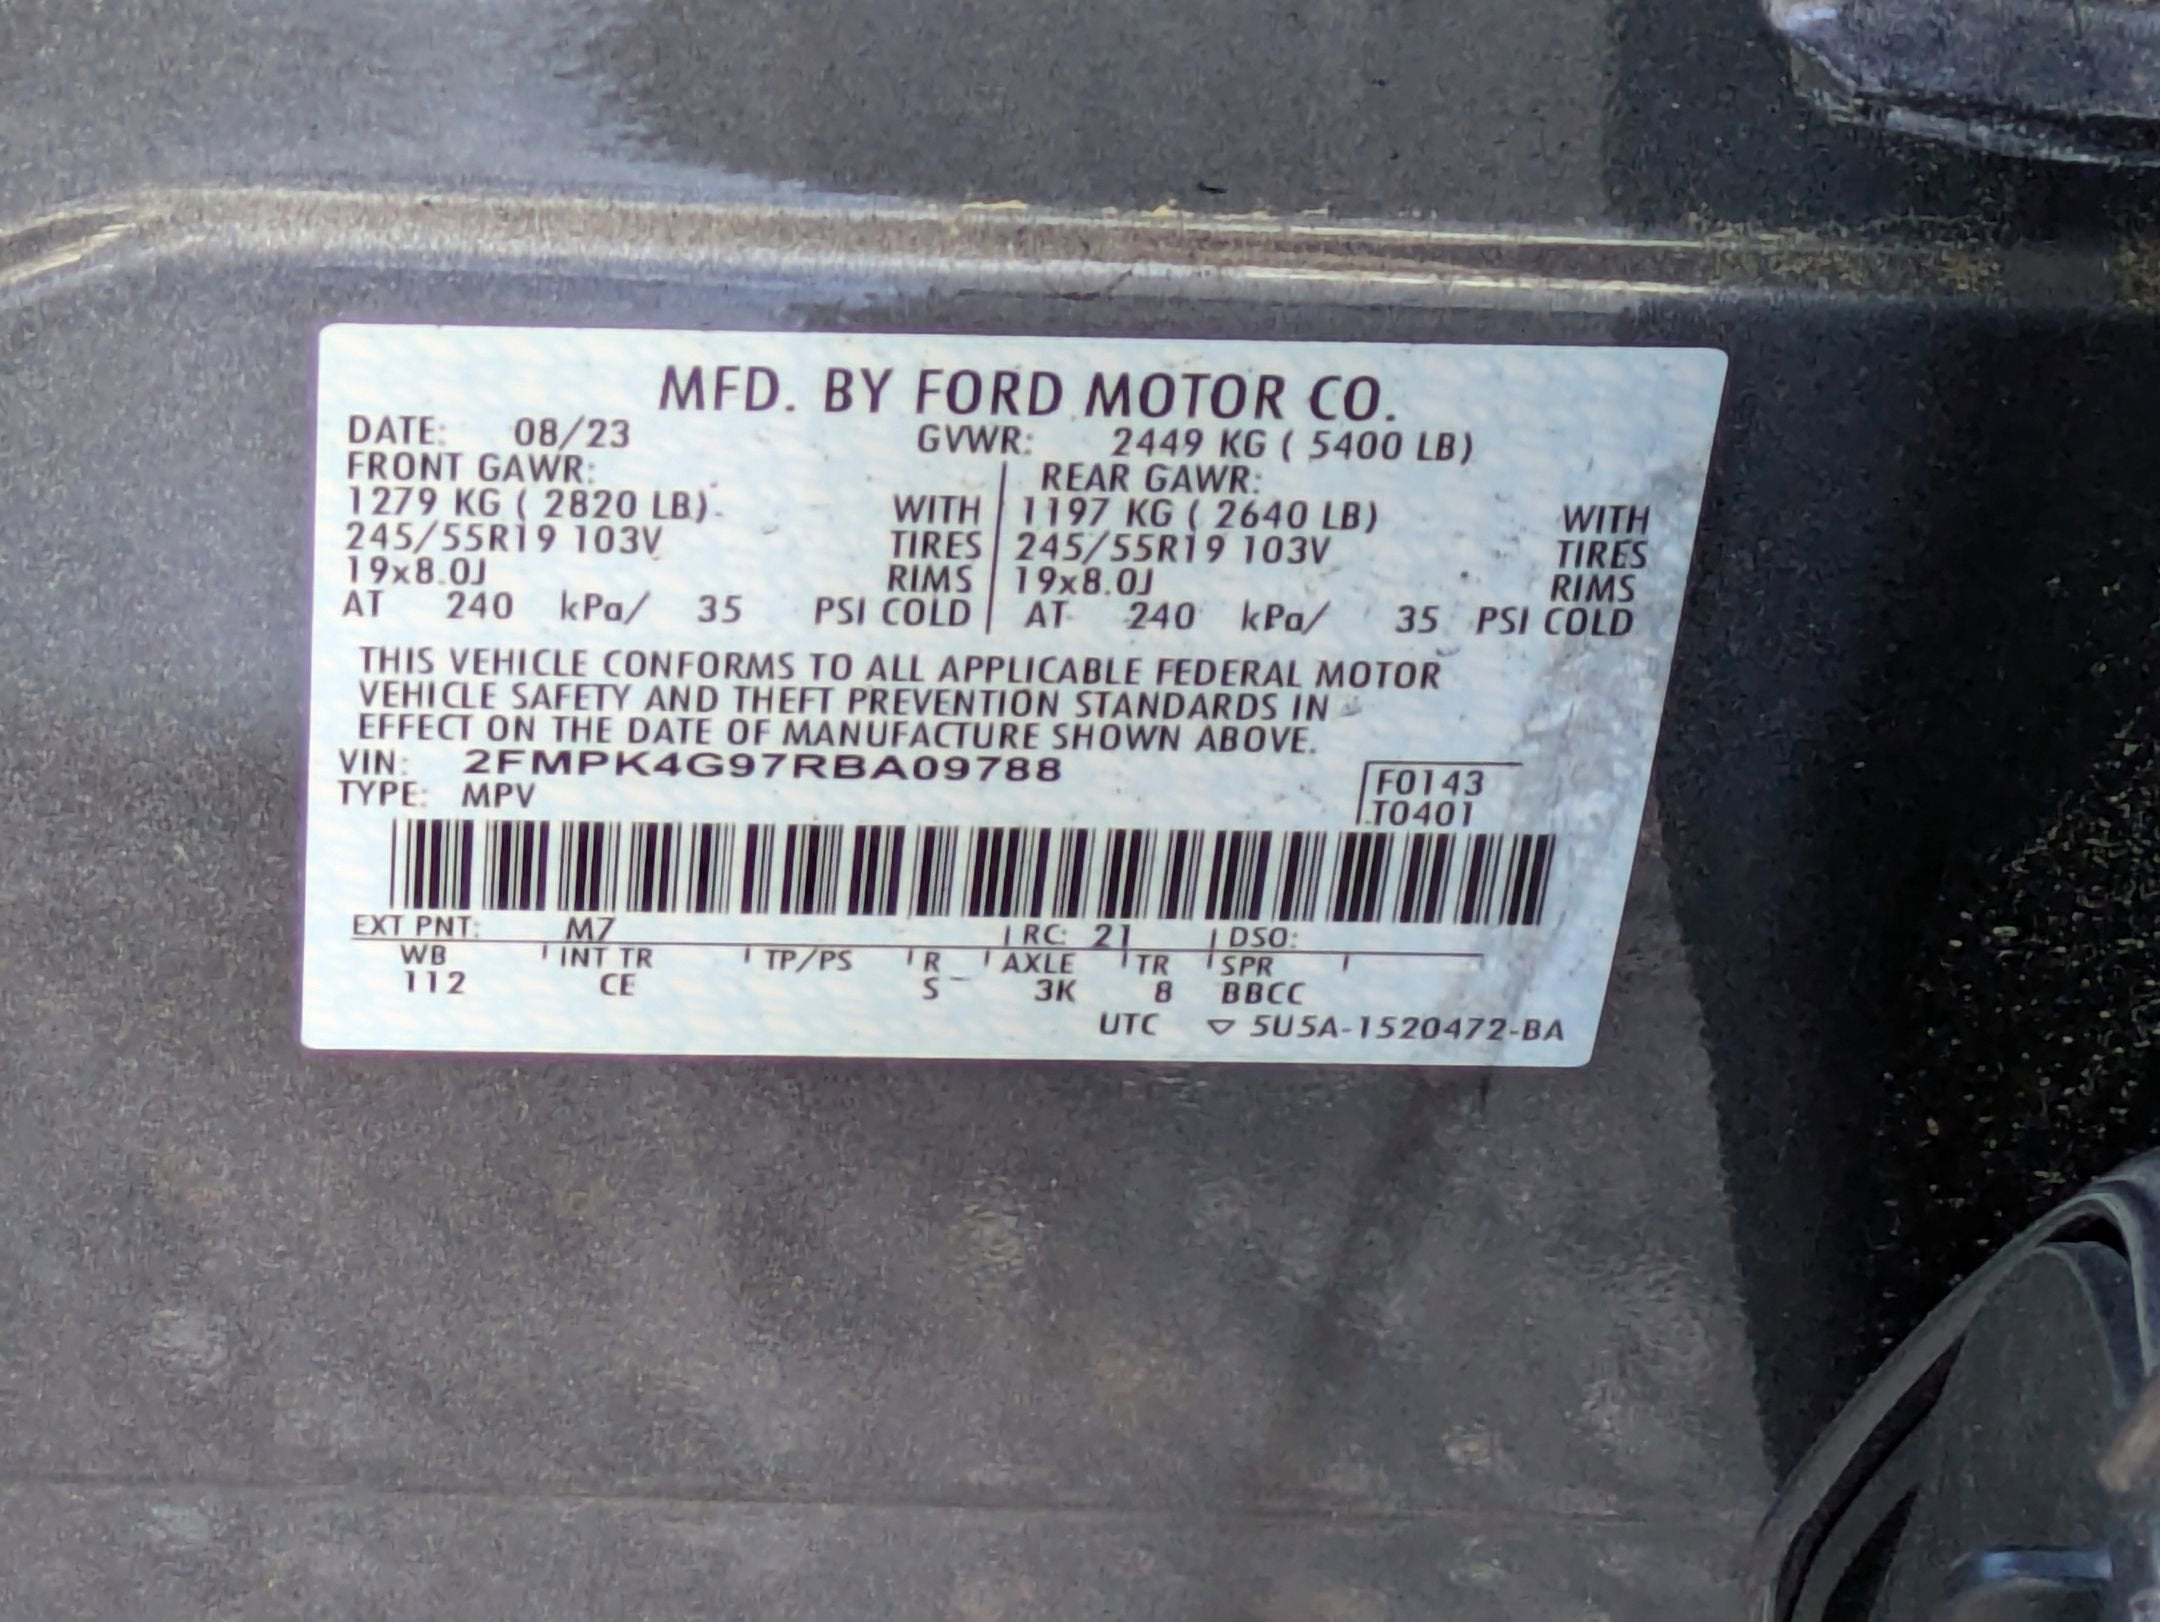 MFD. BY FORD MOTOR CO.
DATE: 08/23 GVWR: 2449 KG ( 5400 LB)
FRONT GAWR: REAR GAWR:
1279 KG ( 2820 LB) WITH 1197 KG ( 2640 LB) WITH
245/55R19 103V TIRES 245/55R19 103V TIRES
19x8.0J RIMS 19x8.0J RIMS
AT 240 kPa/ 35 PSI COLD AT 240 kPa/ 35 PSI COLD
THIS VEHICLE CONFORMS TO ALL APPLICABLE FEDERAL MOTOR
VEHICLE SAFETY AND THEFT PREVENTION STANDARDS IN
EFFECT ON THE DATE OF MANUFACTURE SHOWN ABOVE.
VIN: 2FMPK4G97RBA09788
TYPE: MPV
F0143
T0401
EXT PNT: M7 RC: 21 DSO:
WB INT TR TP/PS R AXLE TR SPR
112 CE S 3K 8 BBCC
UTC ▽ 5U5A-1520472-BA